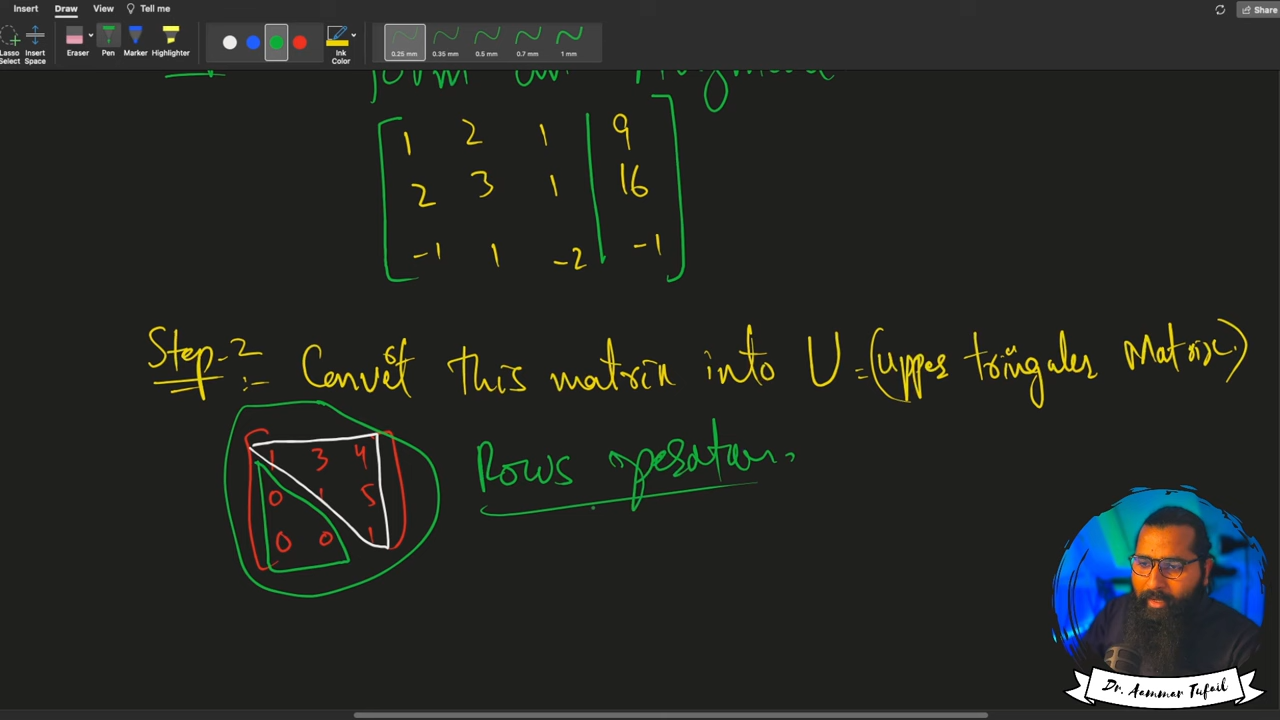 Insert Draw View Tell me
Share
Lasso Select Insert Space Eraser Pen Marker Highlighter Ink Color 0.25 mm 0.35 mm 0.5 mm 0.7 mm 1 mm
form an Augmented
1 2 1 9
2 3 1 16
-1 1 -2 -1
Step-2 :- Convert this matrix into U = (upper triangular Matrix.)
1 3 4
0 1 5
0 0 1
Rows operation.
Dr. Aammar Tufail